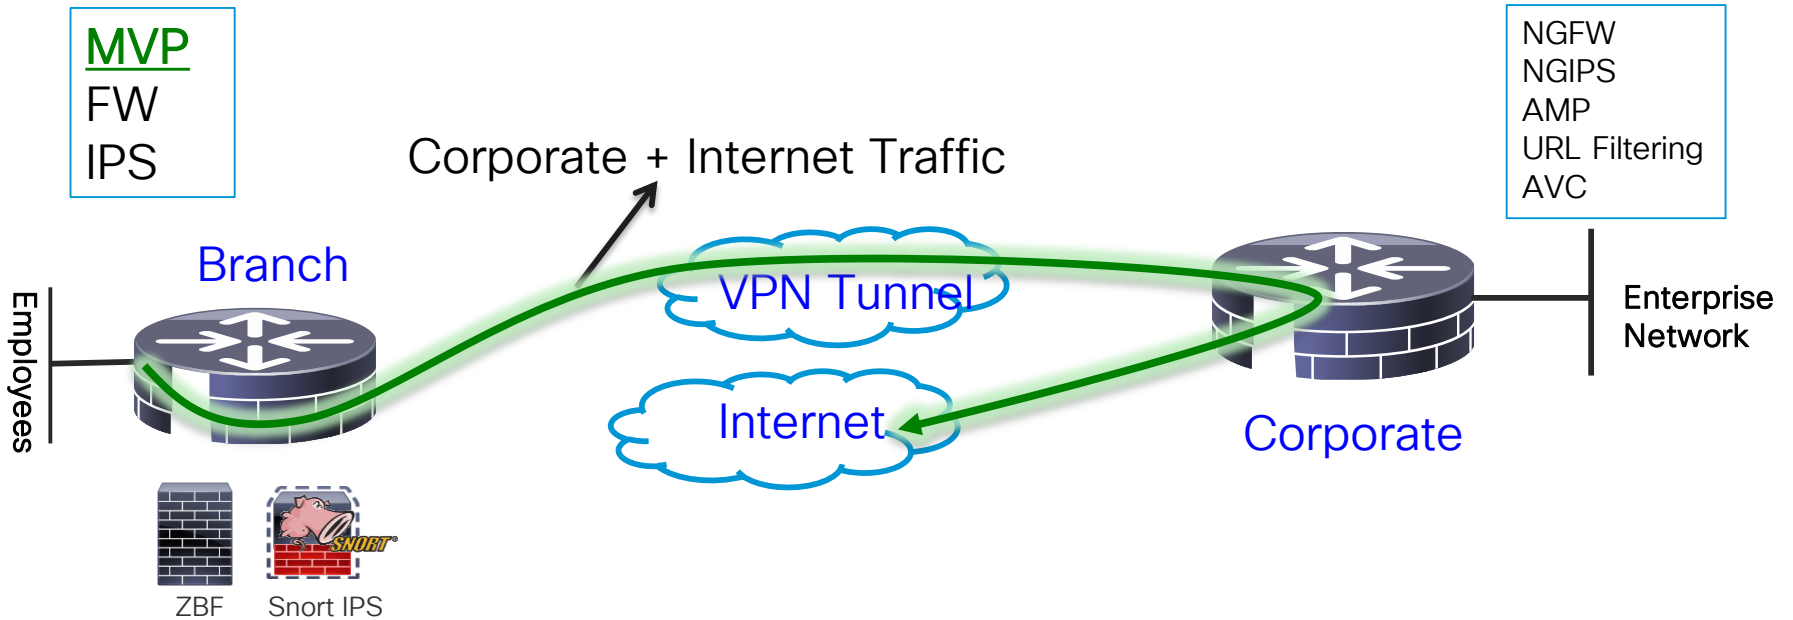 MVP
FW
IPS
NGFW
NGIPS
AMP
URL Filtering
AVC
Corporate + Internet Traffic
Branch
VPN Tunnel
Employees
Enterprise
Network
Internet
Corporate
SNORT®
ZBF
Snort IPS